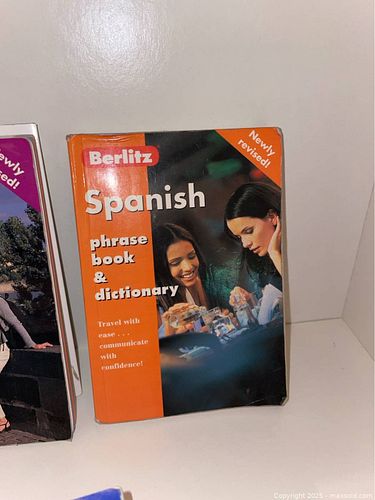 ewly
sed!
Berlitz
Newly
revised!
Spanish
phrase
book
&
dictionary
Travel with
ease . . .
communicate
with
confidence!
Copyright 2025 - maxsold.com